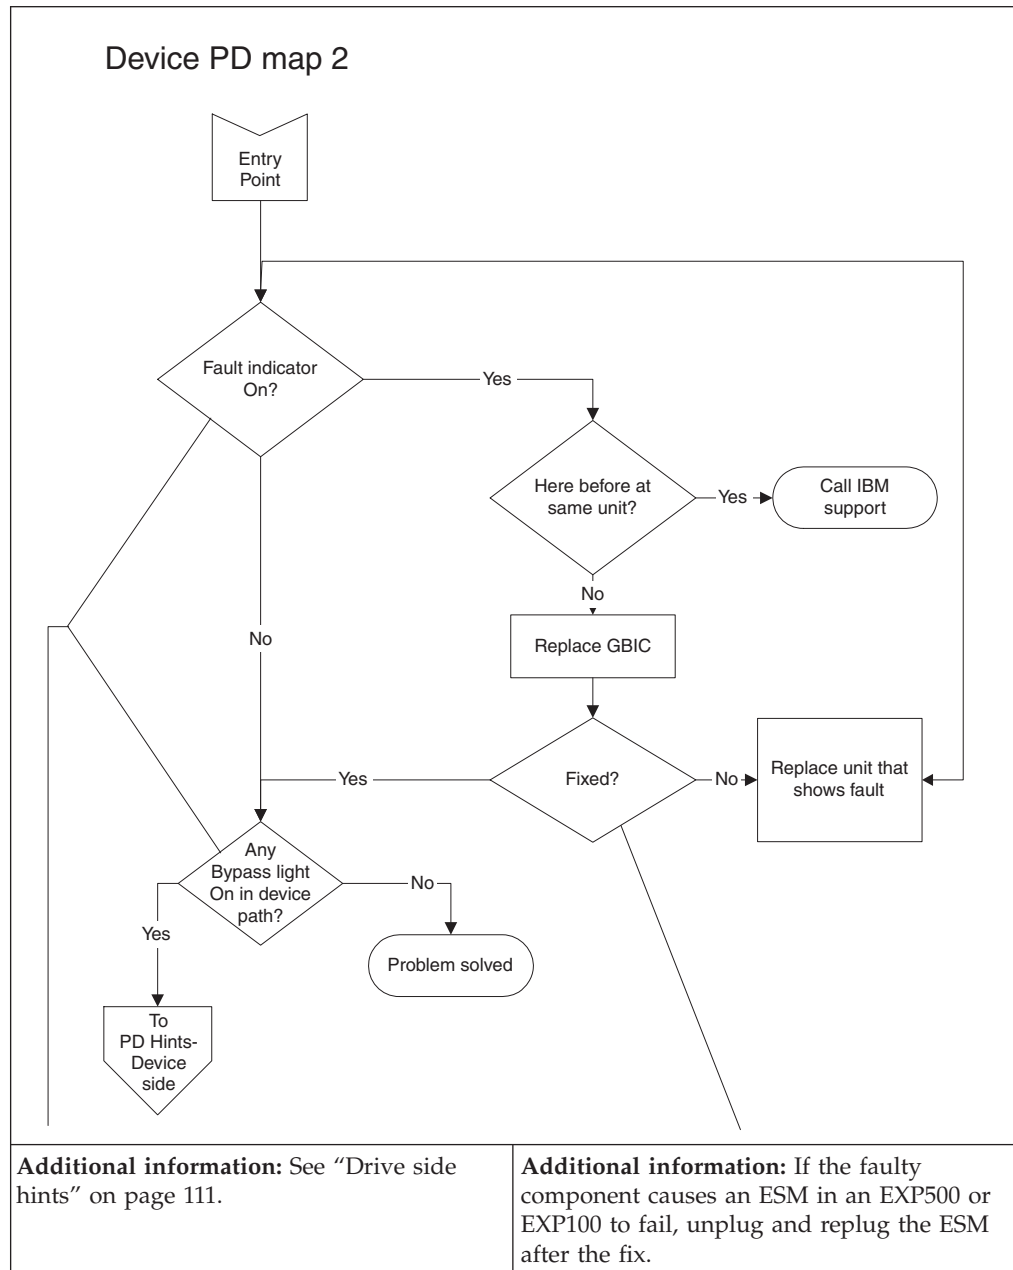 Device PD map 2
Entry
Point
Fault indicator
On?
Yes
Here before at
same unit?
Yes
Call IBM
support
No
Replace GBIC
No
Fixed?
Yes
No
Replace unit that
shows fault
Any
Bypass light
On in device
path?
No
Problem solved
Yes
To
PD Hints-
Device
side
Additional information: See “Drive side
hints” on page 111.
Additional information: If the faulty
component causes an ESM in an EXP500 or
EXP100 to fail, unplug and replug the ESM
after the fix.